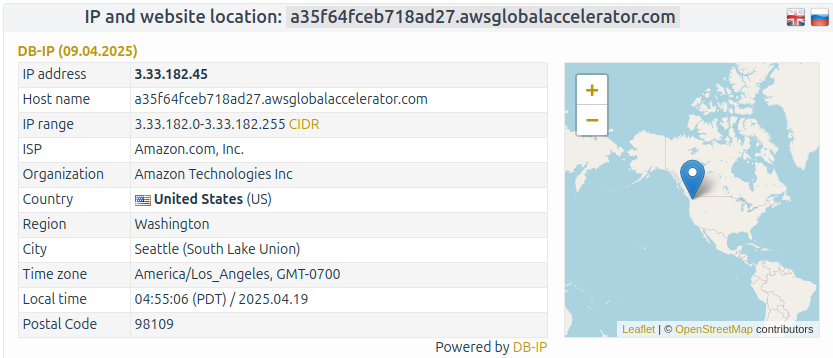 IP and website location: a35f64fceb718ad27.awsglobalaccelerator.com
DB-IP (09.04.2025)
IP address 3.33.182.45
Host name a35f64fceb718ad27.awsglobalaccelerator.com
IP range 3.33.182.0-3.33.182.255 CIDR
ISP Amazon.com, Inc.
Organization Amazon Technologies Inc
Country United States (US)
Region Washington
City Seattle (South Lake Union)
Time zone America/Los_Angeles, GMT-0700
Local time 04:55:06 (PDT) / 2025.04.19
Postal Code 98109
Powered by DB-IP
+
−
Leaflet | © OpenStreetMap contributors